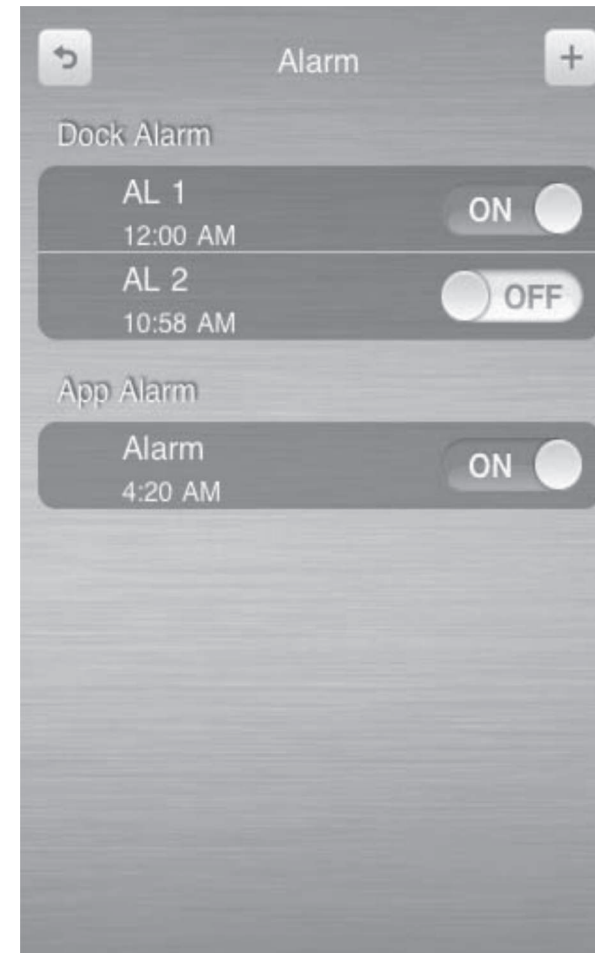 Alarm
+
Dock Alarm
AL 1
ON
12:00 AM
AL 2
OFF
10:58 AM
App Alarm
Alarm
ON
4:20 AM